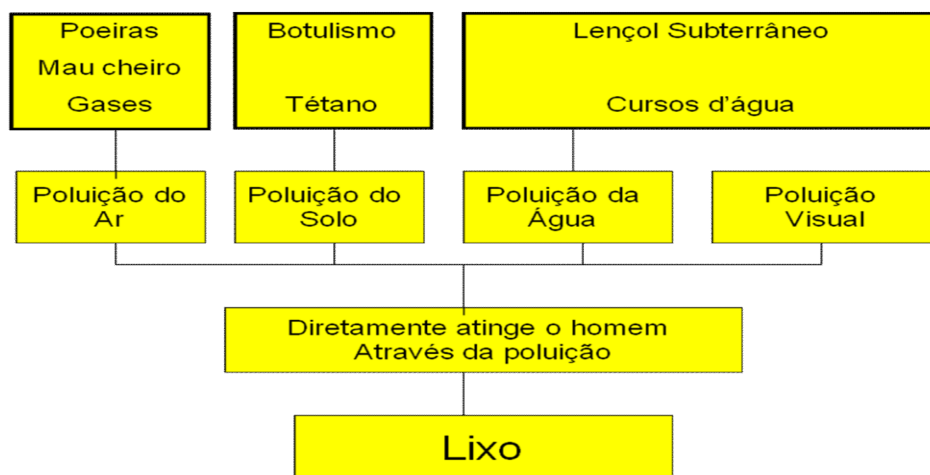 Poeiras
Mau cheiro
Gases
Botulismo
Tétano
Lençol Subterrâneo
Cursos d'água
Poluição do
Ar
Poluição do
Solo
Poluição da
Água
Poluição
Visual
Diretamente atinge o homem
Através da poluição
Lixo